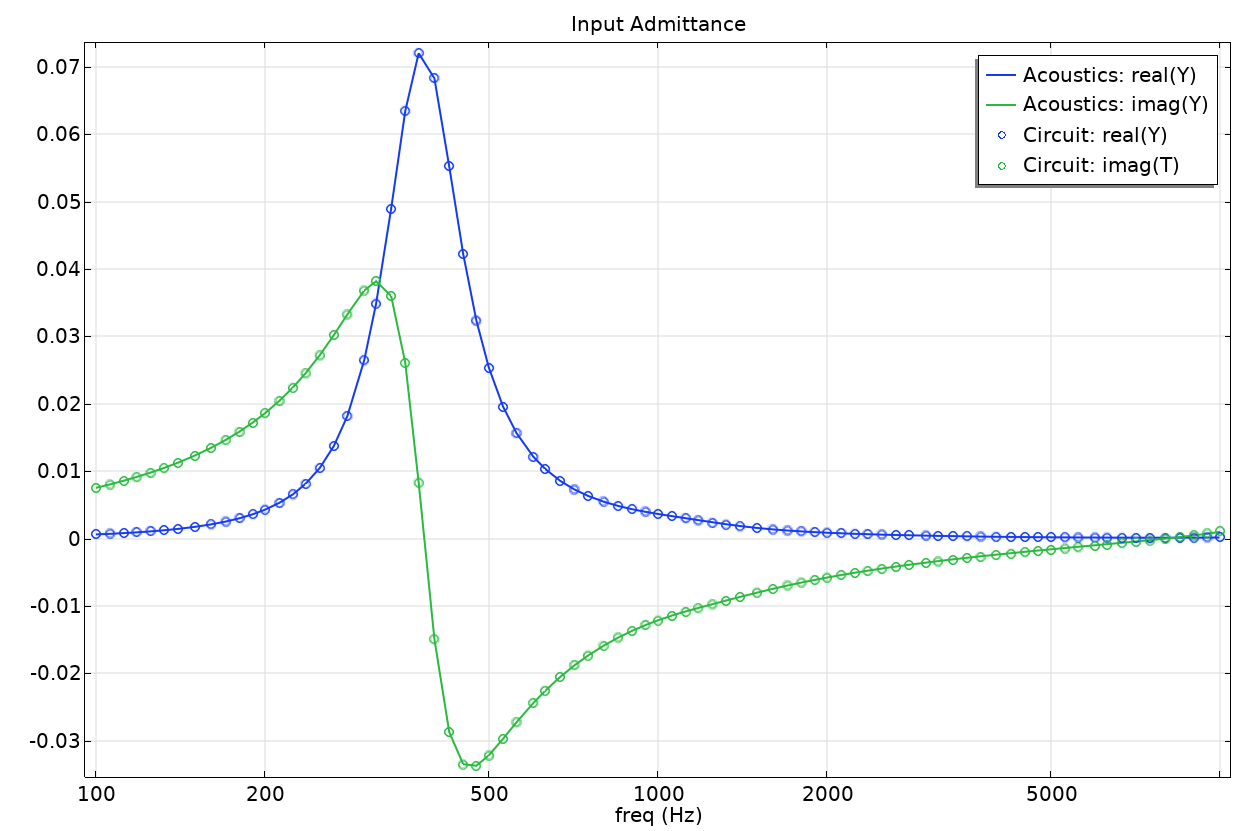 Input Admittance
Acoustics: real(Y)
Acoustics: imag(Y)
Circuit: real(Y)
Circuit: imag(T)
0.07
0.06
0.05
0.04
0.03
0.02
0.01
0
-0.01
-0.02
-0.03
100 200 500 1000 2000 5000
freq (Hz)